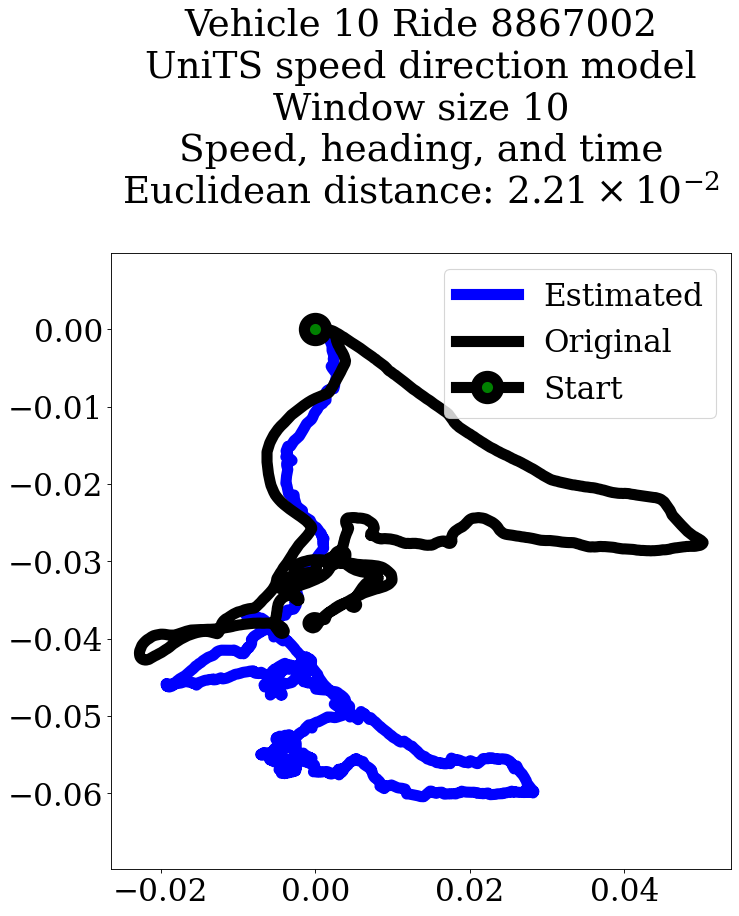 Vehicle 10 Ride 8867002
UniTS speed direction model
Window size 10
Speed, heading, and time
Euclidean distance: 2.21 × 10⁻²
Estimated
Original
Start
0.00
−0.01
−0.02
−0.03
−0.04
−0.05
−0.06
−0.02 0.00 0.02 0.04